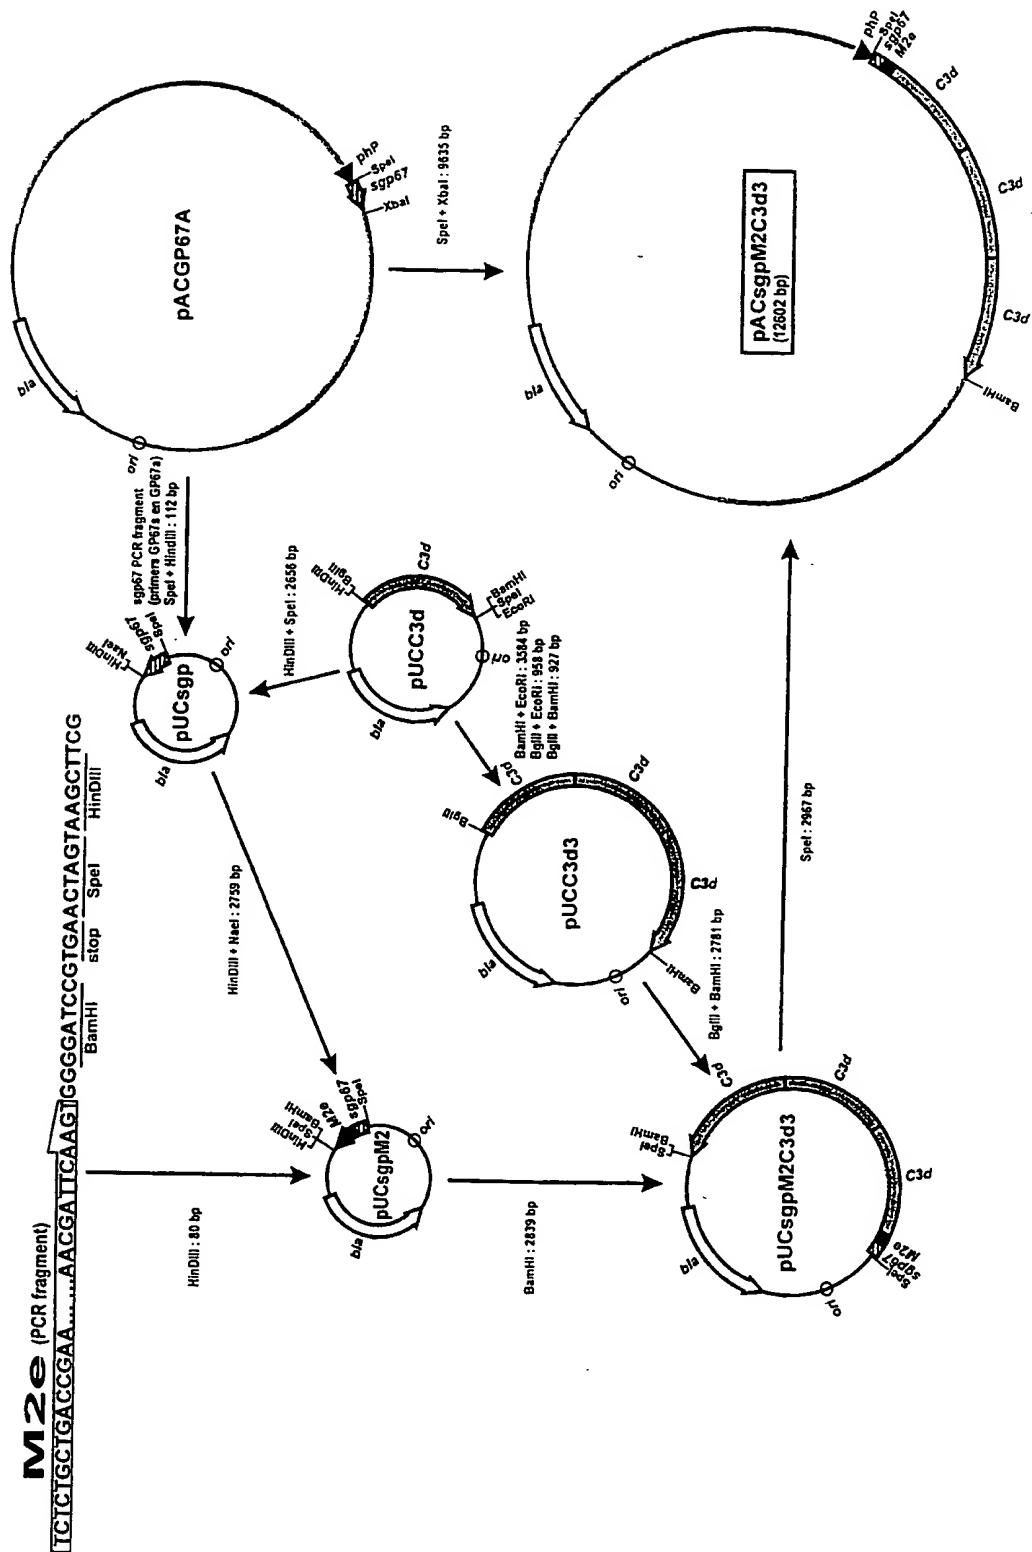 M2e (PCR fragment)
TCTCTGCTGACCGAA......AACGATTCAAGTGGGGATCCGTGAACTAGTAAGCTTCG
BamHI
stop
SpeI
HinDIII
HinDIII : 80 bp
HinDIII
SpeI
BamHI
M2e
sgp67
SpeI
pUCsgpM2
bla
ori
HinDIII + NaeI : 2759 bp
HinDIII
NaeI
sgp67
SpeI
pUCsgp
bla
ori
sgp67 PCR fragment
(primers GP67s en GP67a)
SpeI + HindIII : 112 bp
pACGP67A
bla
ori
phP
SpeI
sgp67
XbaI
HinDIII + SpeI : 2656 bp
HinDIII
BglII
C3d
pUCC3d
bla
ori
BamHI
SpeI
EcoRI
BamHI + EcoRI : 3584 bp
BglII + EcoRI : 958 bp
BglII + BamHI : 927 bp
BglII
C3d
C3d
C3d
pUCC3d3
bla
ori
BamHI
BglII + BamHI : 2781 bp
BamHI : 2839 bp
SpeI
BamHI
C3d
C3d
C3d
pUCsgpM2C3d3
bla
ori
M2e
sgp67
SpeI
SpeI : 2967 bp
SpeI + XbaI : 9635 bp
pACsgpM2C3d3
(12602 bp)
bla
ori
phP
SpeI
sgp67
M2e
C3d
C3d
C3d
BamHI